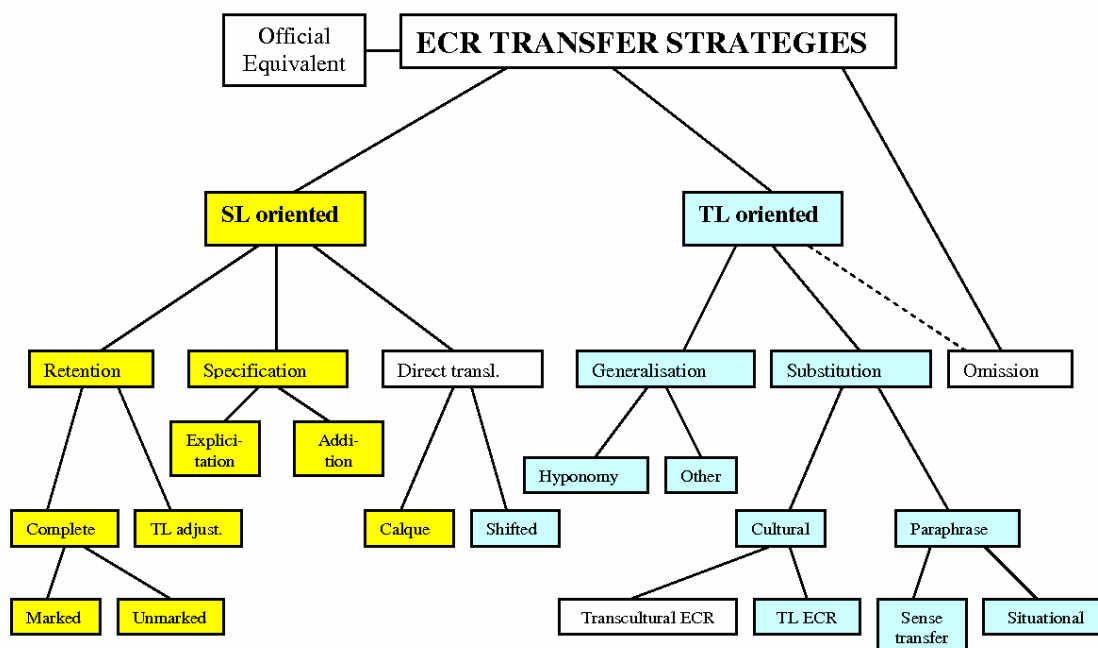 Official
Equivalent
ECR TRANSFER STRATEGIES
SL oriented
TL oriented
Retention
Specification
Direct transl.
Generalisation
Substitution
Omission
Explici-
tation
Addi-
tion
Hyponomy
Other
Complete
TL adjust.
Calque
Shifted
Cultural
Paraphrase
Marked
Unmarked
Transcultural ECR
TL ECR
Sense
transfer
Situational